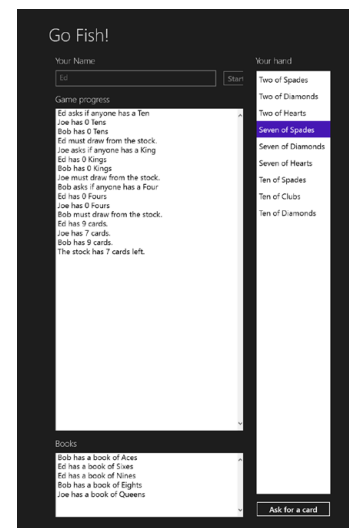 Go Fish!
Your Name
Ed
Start
Game progress
Ed asks if anyone has a Ten
Joe has 0 Tens
Bob has 0 Tens
Ed must draw from the stock.
Joe asks if anyone has a King
Ed has 0 Kings
Bob has 0 Kings
Joe must draw from the stock.
Bob asks if anyone has a Four
Ed has 0 Fours
Joe has 0 Fours
Bob must draw from the stock.
Ed has 9 cards.
Joe has 7 cards.
Bob has 9 cards.
The stock has 7 cards left.
Books
Bob has a book of Aces
Ed has a book of Sixes
Ed has a book of Nines
Bob has a book of Eights
Joe has a book of Queens
Your hand
Two of Spades
Two of Diamonds
Two of Hearts
Seven of Spades
Seven of Diamonds
Seven of Hearts
Ten of Spades
Ten of Clubs
Ten of Diamonds
Ask for a card